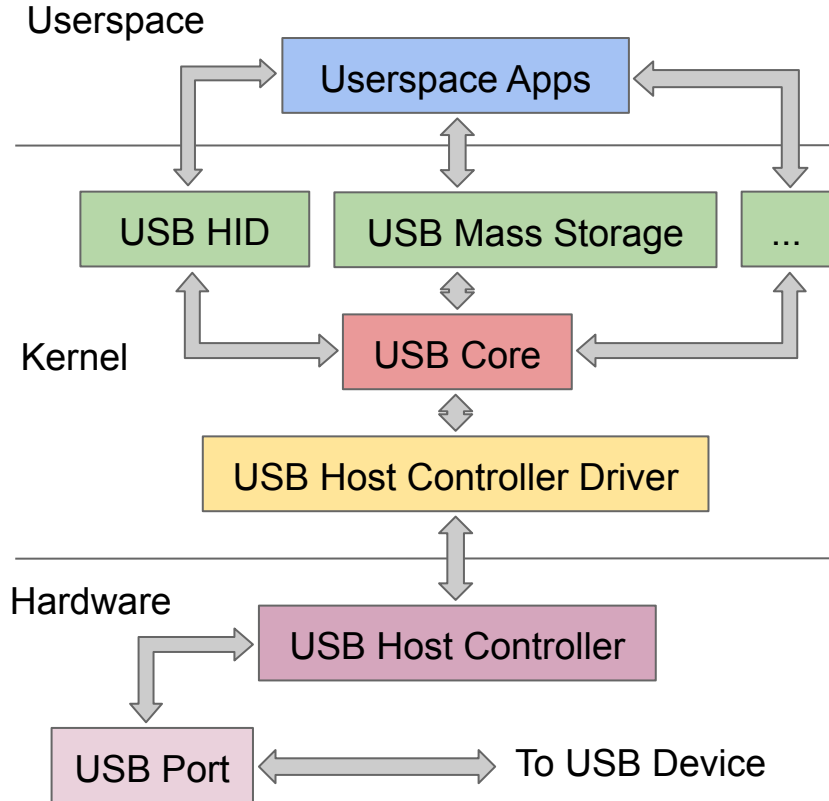 Userspace
Userspace Apps
USB HID
USB Mass Storage
...
Kernel
USB Core
USB Host Controller Driver
Hardware
USB Host Controller
USB Port
To USB Device